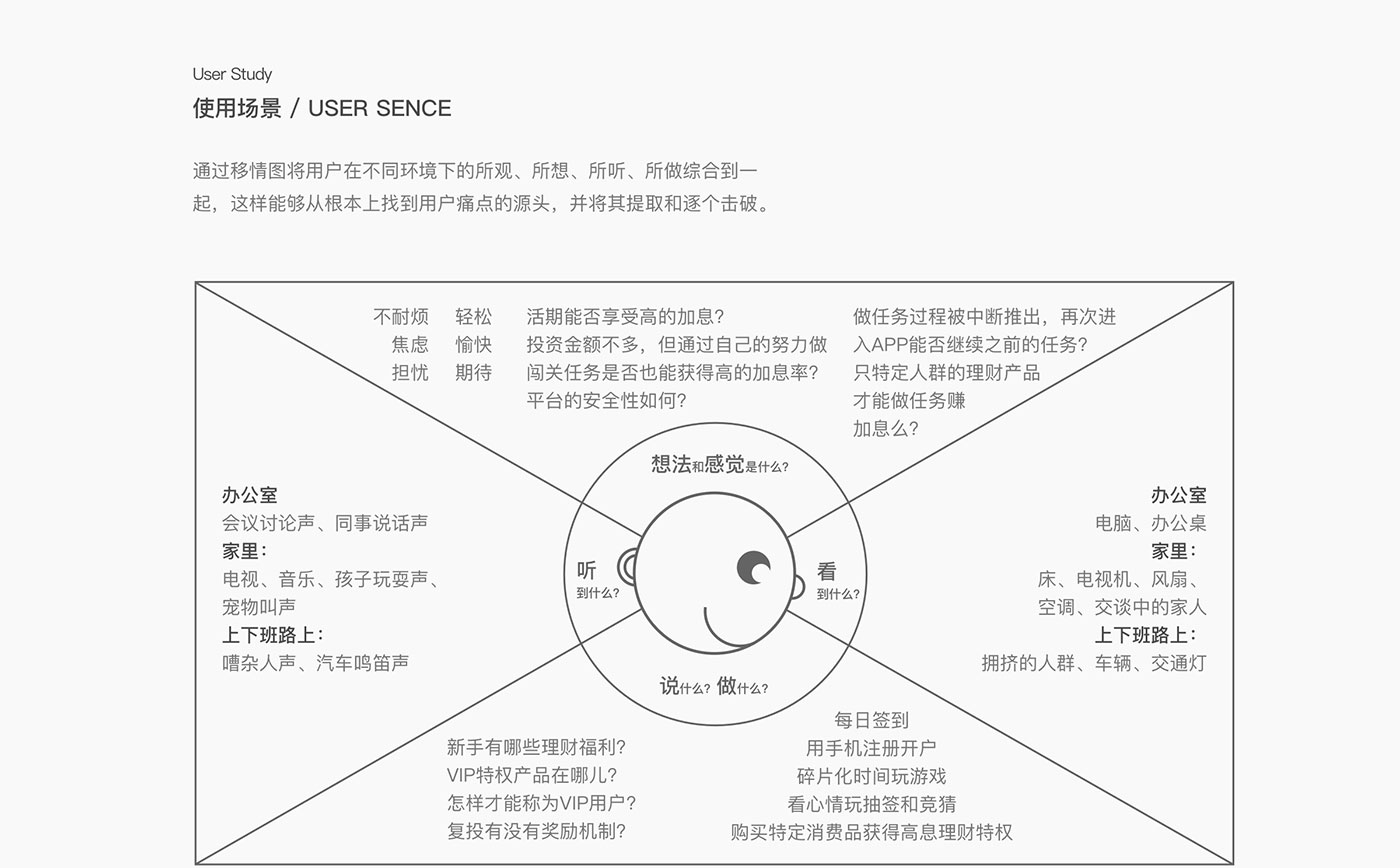 User Study
使用场景 / USER SENCE
通过移情图将用户在不同环境下的所观、所想、所听、所做综合到一
起，这样能够从根本上找到用户痛点的源头，并将其提取和逐个击破。
不耐烦 轻松
焦虑 愉快
担忧 期待
活期能否享受高的加息？
投资金额不多，但通过自己的努力做
闯关任务是否也能获得高的加息率？
平台的安全性如何？
做任务过程被中断推出，再次进
入APP能否继续之前的任务？
只特定人群的理财产品
才能做任务赚
加息么？
想法和感觉是什么？
办公室
会议讨论声、同事说话声
家里：
电视、音乐、孩子玩耍声、
宠物叫声
上下班路上：
嘈杂人声、汽车鸣笛声
听
到什么？
看
到什么？
办公室
电脑、办公桌
家里：
床、电视机、风扇、
空调、交谈中的家人
上下班路上：
拥挤的人群、车辆、交通灯
说什么？ 做什么？
新手有哪些理财福利？
VIP特权产品在哪儿？
怎样才能称为VIP用户？
复投有没有奖励机制？
每日签到
用手机注册开户
碎片化时间玩游戏
看心情玩抽签和竞猜
购买特定消费品获得高息理财特权